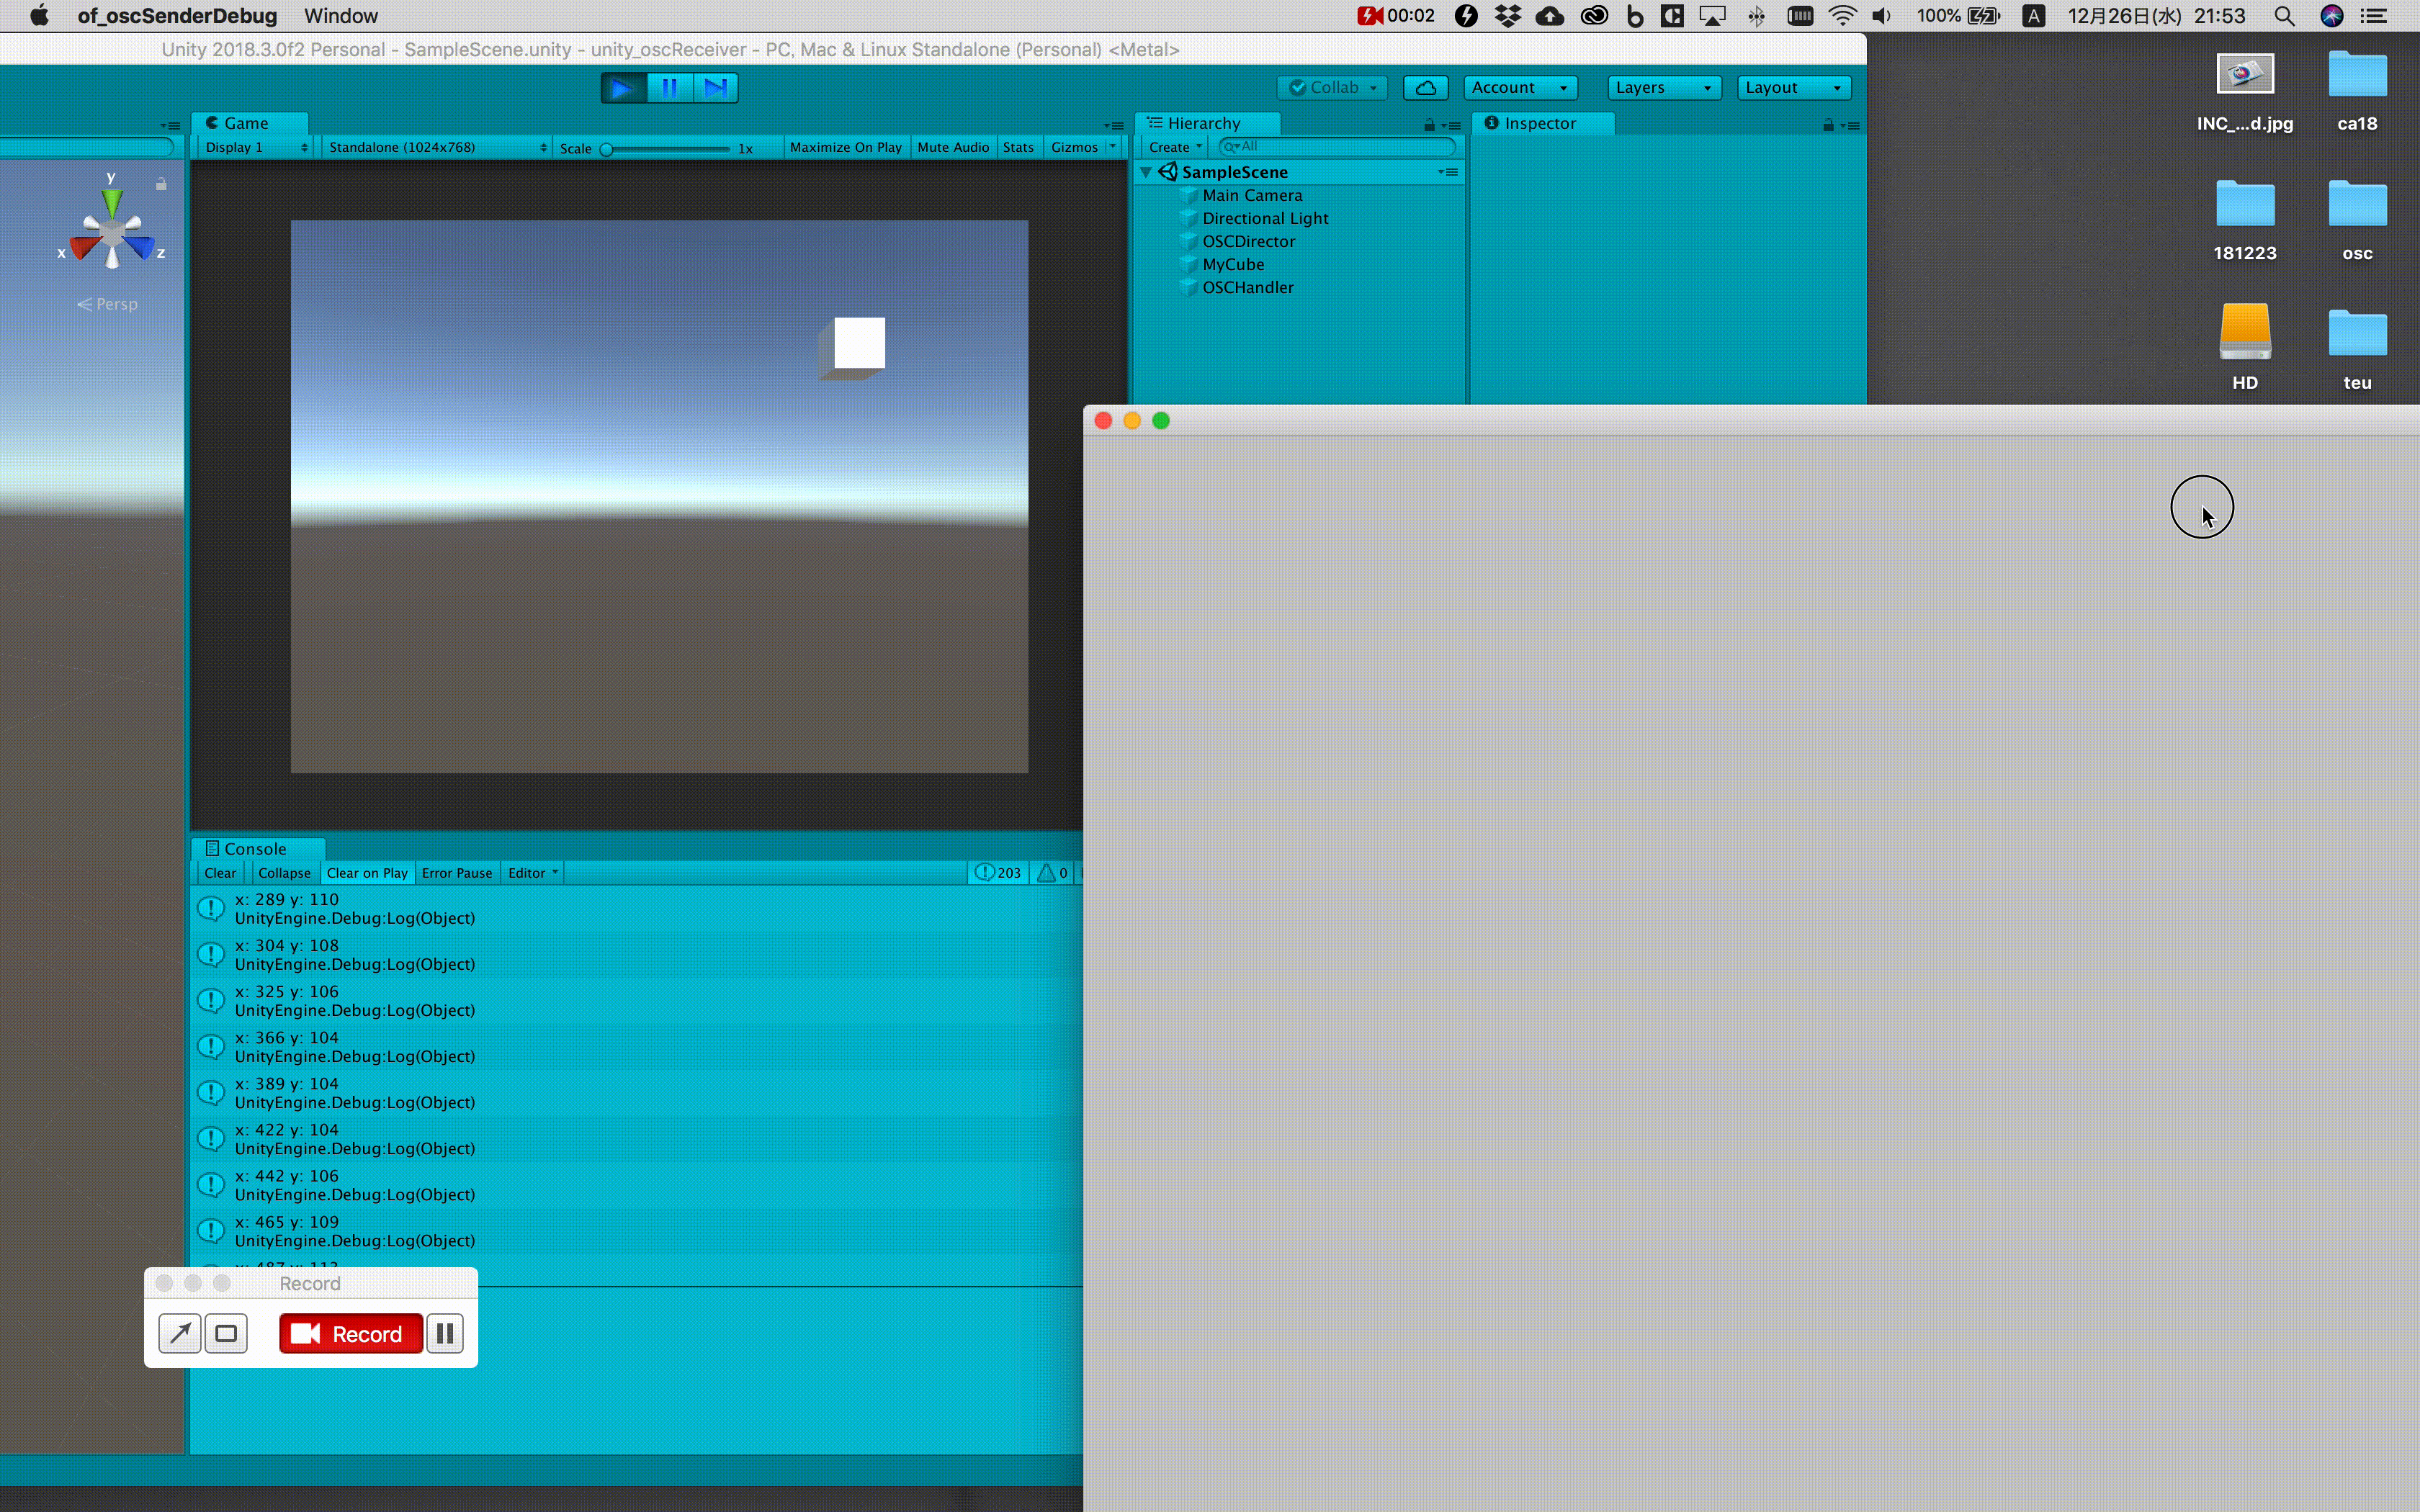 of_oscSenderDebug Window 00:02 100% A 12月26日(水) 21:53
Unity 2018.3.0f2 Personal - SampleScene.unity - unity_oscReceiver - PC, Mac & Linux Standalone (Personal) <Metal>
Collab Account Layers Layout
Game
Display 1 Standalone (1024x768) Scale 1x Maximize On Play Mute Audio Stats Gizmos
y
x z
Persp
Hierarchy
Create All
SampleScene
Main Camera
Directional Light
OSCDirector
MyCube
OSCHandler
Inspector
INC_...d.jpg ca18
181223 osc
HD teu
Console
Clear Collapse Clear on Play Error Pause Editor 203 0
x: 289 y: 110
UnityEngine.Debug:Log(Object)
x: 304 y: 108
UnityEngine.Debug:Log(Object)
x: 325 y: 106
UnityEngine.Debug:Log(Object)
x: 366 y: 104
UnityEngine.Debug:Log(Object)
x: 389 y: 104
UnityEngine.Debug:Log(Object)
x: 422 y: 104
UnityEngine.Debug:Log(Object)
x: 442 y: 106
UnityEngine.Debug:Log(Object)
x: 465 y: 109
UnityEngine.Debug:Log(Object)
Record
Record